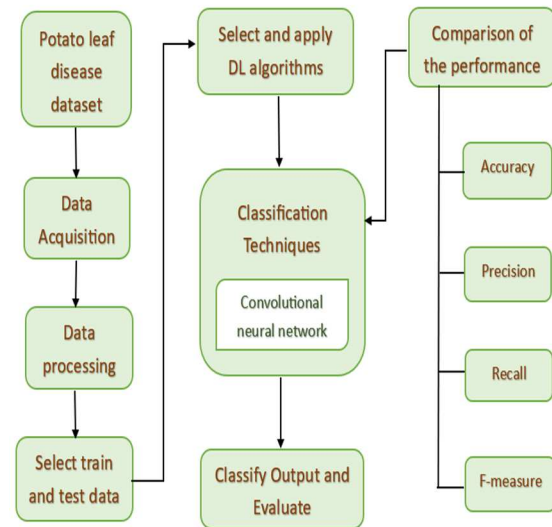 Potato leaf
disease
dataset
Data
Acquisition
Data
processing
Select train
and test data
Select and apply
DL algorithms
Classification
Techniques
Convolutional
neural network
Classify Output and
Evaluate
Comparison of
the performance
Accuracy
Precision
Recall
F-measure